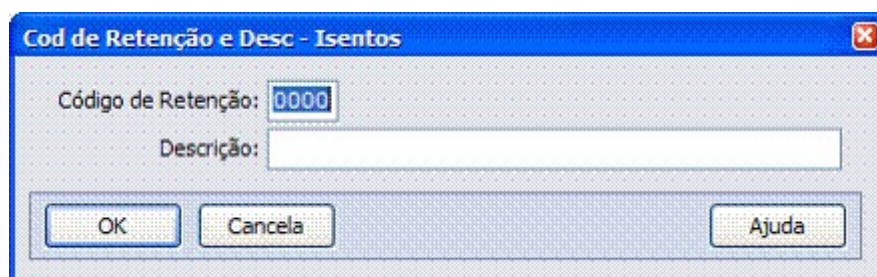 Cod de Retenção e Desc - Isentos
Código de Retenção: 0000
Descrição:
OK Cancela Ajuda